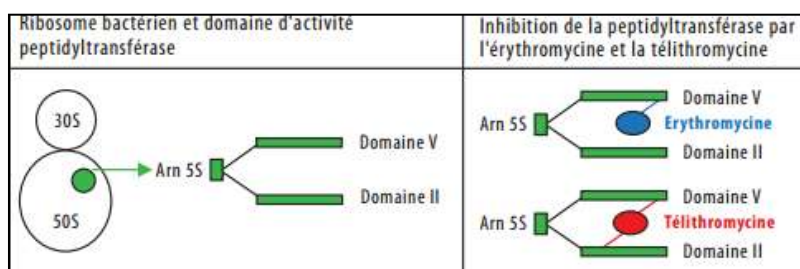 Ribosome bactérien et domaine d'activité
peptidyltransférase
Inhibition de la peptidyltransférase par
l'érythromycine et la télithromycine
30S
50S
Arn 5S
Domaine V
Domaine II
Arn 5S
Domaine V
Erythromycine
Domaine II
Arn 5S
Domaine V
Télithromycine
Domaine II